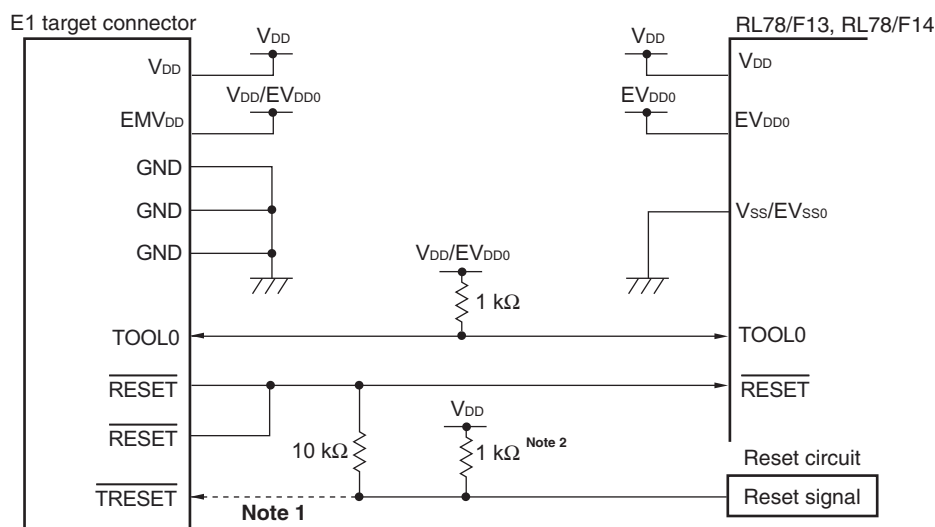 E1 target connector
RL78/F13, RL78/F14
VDD
VDD
VDD
VDD
VDD/EVDD0
EVDD0
EMVDD
EVDD0
GND
GND
VSS/EVSS0
GND
VDD/EVDD0
1 kΩ
TOOL0
TOOL0
RESET
RESET
VDD
RESET
10 kΩ
1 kΩ Note 2
Reset circuit
TRESET
Note 1
Reset signal